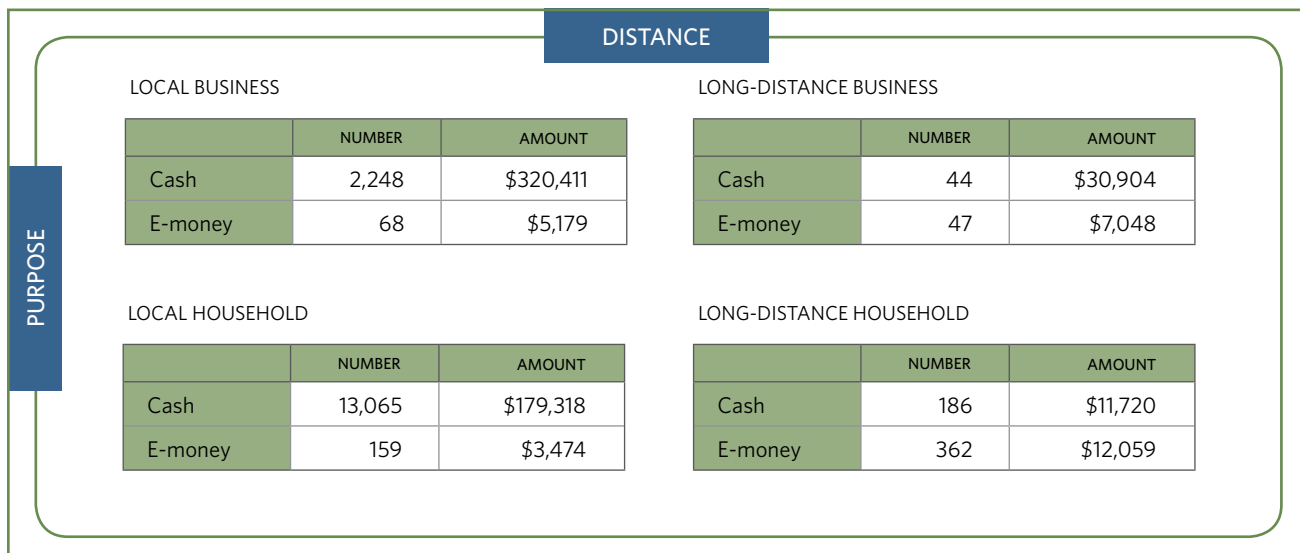 DISTANCE
PURPOSE
LOCAL BUSINESS
NUMBER AMOUNT
Cash 2,248 $320,411
E-money 68 $5,179
LONG-DISTANCE BUSINESS
NUMBER AMOUNT
Cash 44 $30,904
E-money 47 $7,048
LOCAL HOUSEHOLD
NUMBER AMOUNT
Cash 13,065 $179,318
E-money 159 $3,474
LONG-DISTANCE HOUSEHOLD
NUMBER AMOUNT
Cash 186 $11,720
E-money 362 $12,059